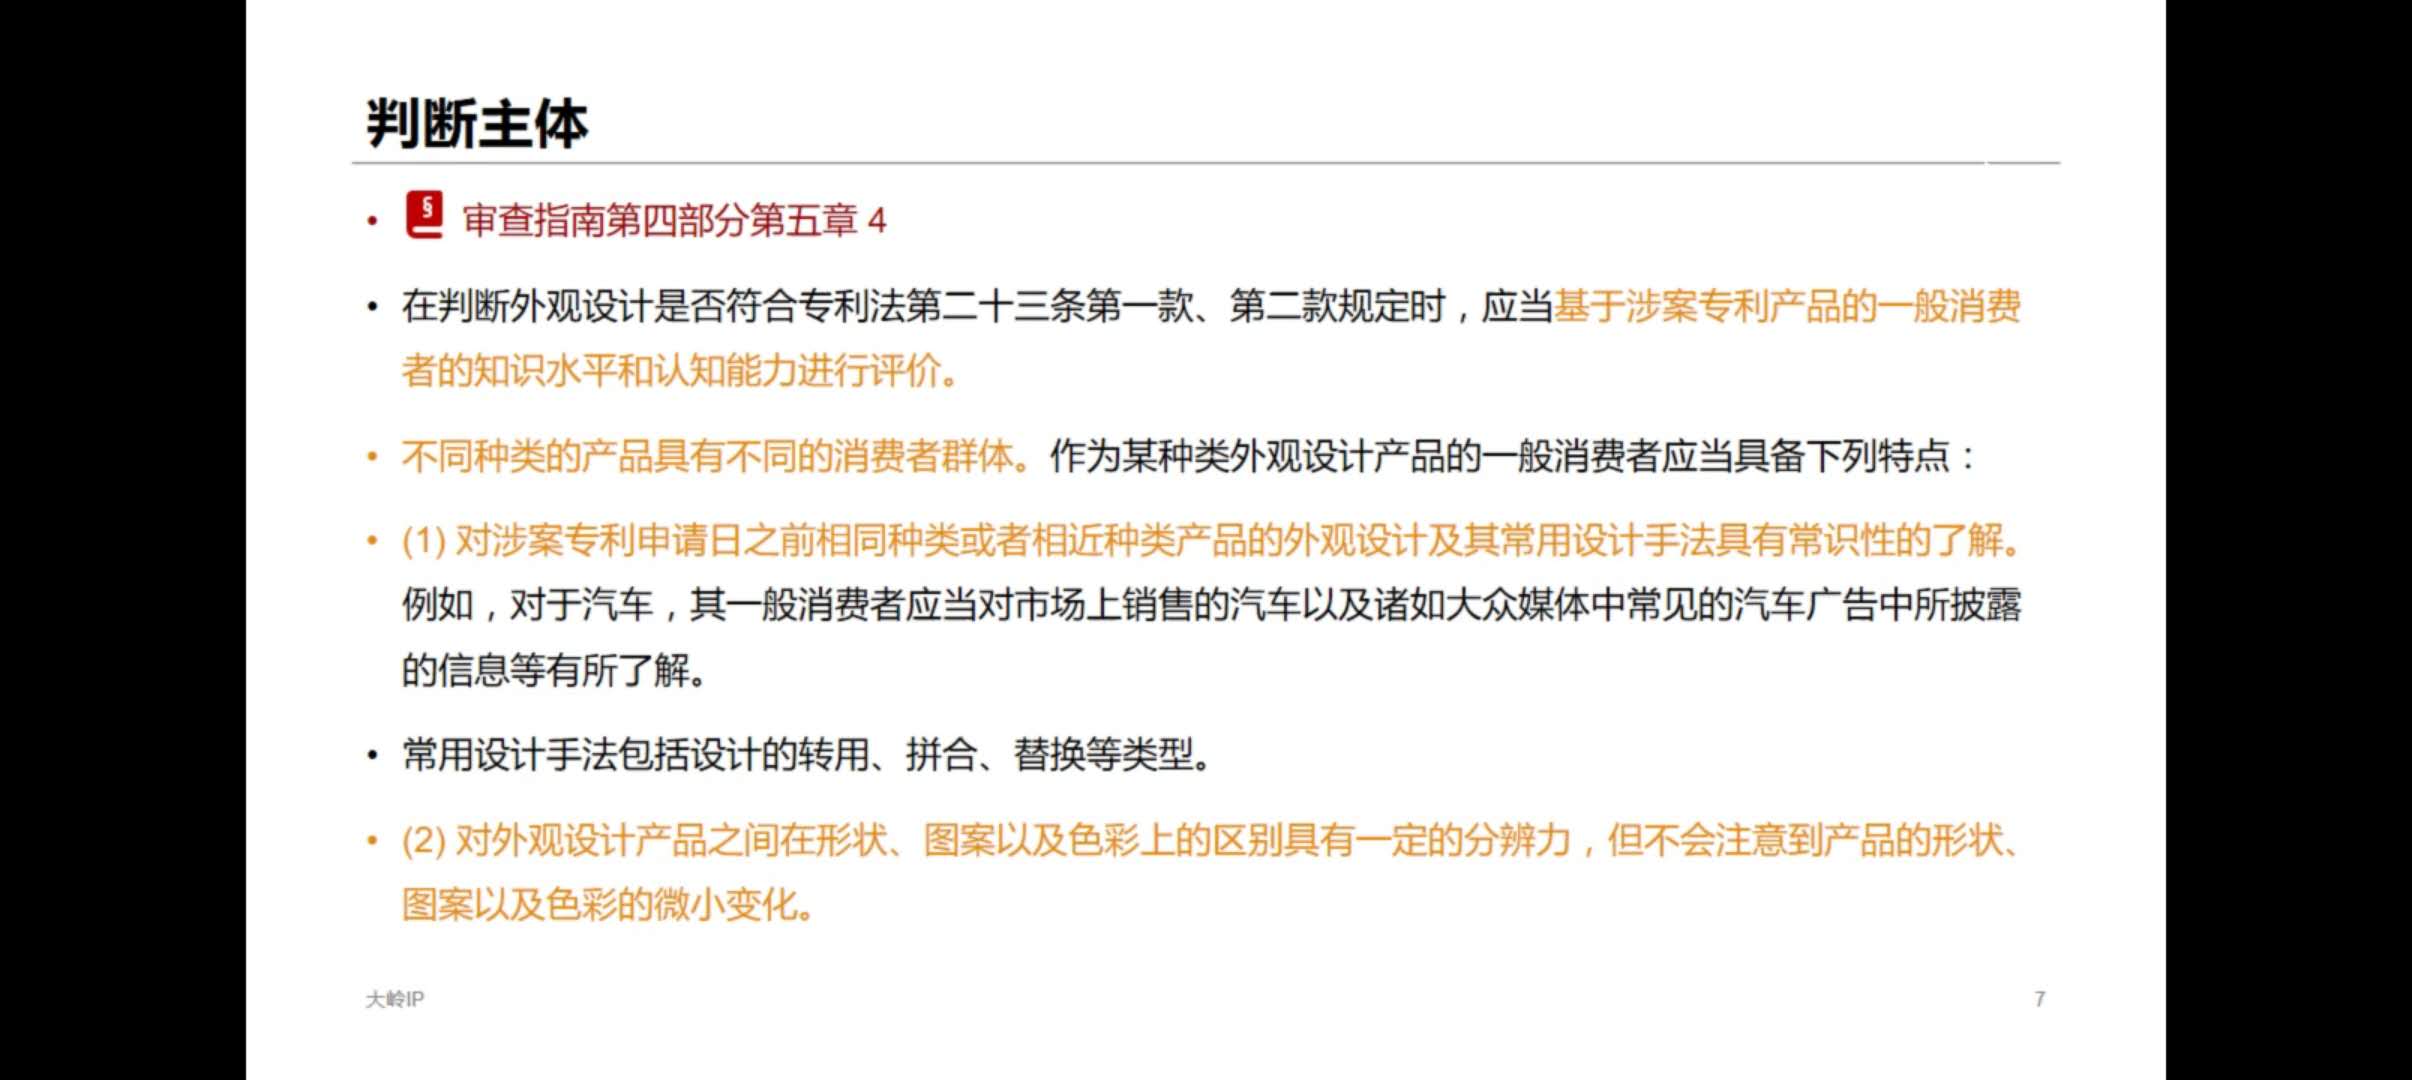 判断主体
• § 审查指南第四部分第五章 4
• 在判断外观设计是否符合专利法第二十三条第一款、第二款规定时，应当基于涉案专利产品的一般消费
者的知识水平和认知能力进行评价。
• 不同种类的产品具有不同的消费者群体。作为某种类外观设计产品的一般消费者应当具备下列特点：
• (1) 对涉案专利申请日之前相同种类或者相近种类产品的外观设计及其常用设计手法具有常识性的了解。
例如，对于汽车，其一般消费者应当对市场上销售的汽车以及诸如大众媒体中常见的汽车广告中所披露
的信息等有所了解。
• 常用设计手法包括设计的转用、拼合、替换等类型。
• (2) 对外观设计产品之间在形状、图案以及色彩上的区别具有一定的分辨力，但不会注意到产品的形状、
图案以及色彩的微小变化。
大岭IP
7